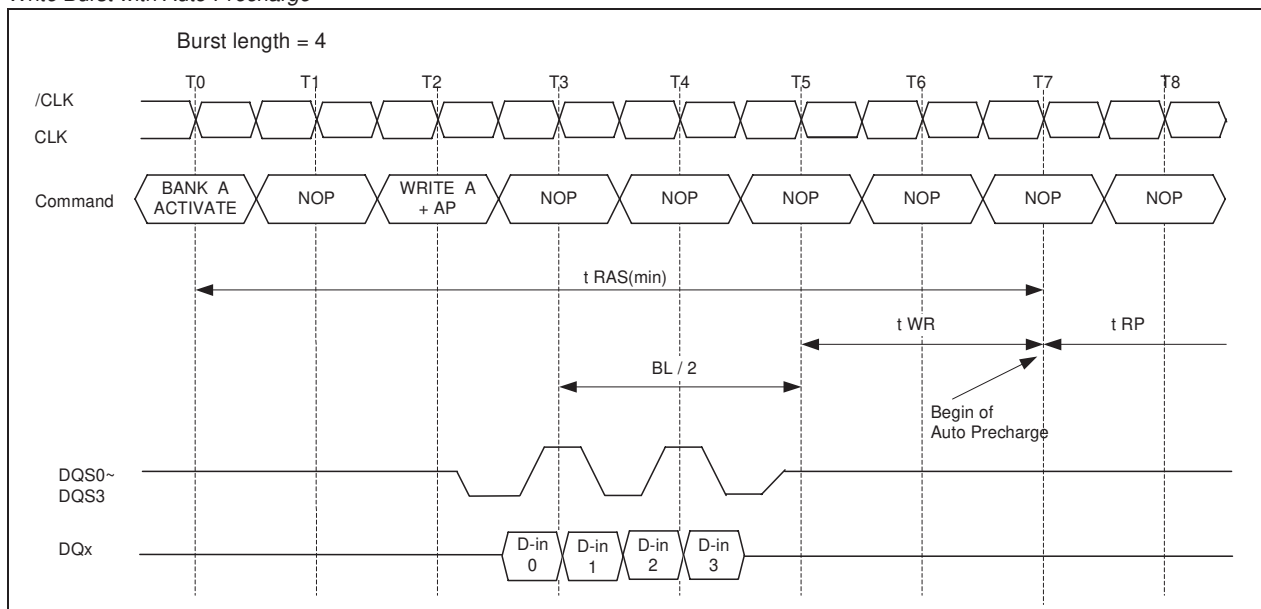 Write Burst with Auto Precharge
Burst length = 4
T0 T1 T2 T3 T4 T5 T6 T7 T8
/CLK
CLK
Command
BANK A
ACTIVATE
NOP
WRITE A
+ AP
NOP
NOP
NOP
NOP
NOP
NOP
t RAS(min)
t WR
t RP
BL / 2
Begin of
Auto Precharge
DQS0~
DQS3
DQx
D-in
0
D-in
1
D-in
2
D-in
3